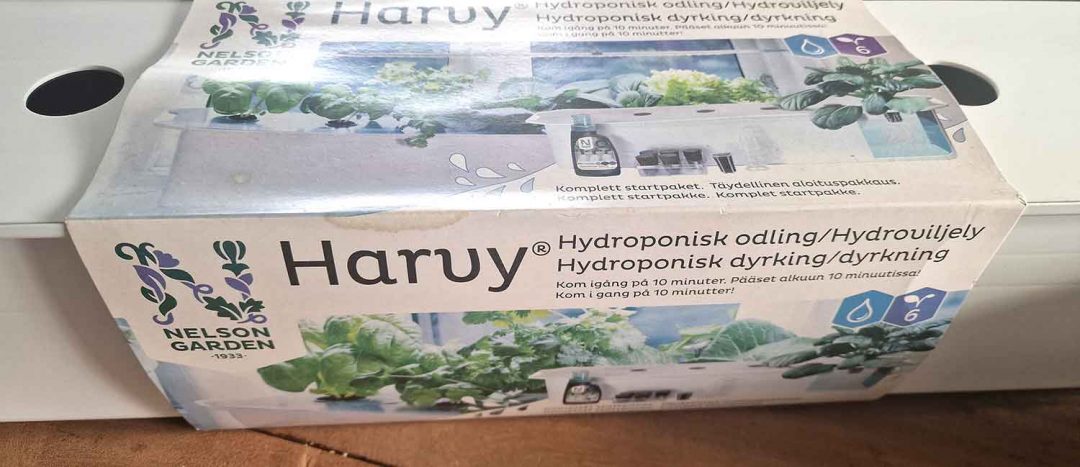 Harvy® Hydroponisk odling/Hydroviljely
Hydroponisk dyrking/dyrkning
Kom igång på 10 minuter. Pääset alkuun 10 minuutissa!
Kom i gang på 10 minutter!
NELSON
GARDEN
6
N
Komplett startpaket. Täydellinen aloituspakkaus.
Komplett startpakke. Komplet startpakke.
Harvy® Hydroponisk odling/Hydroviljely
Hydroponisk dyrking/dyrkning
Kom igång på 10 minuter. Pääset alkuun 10 minuutissa!
Kom i gang på 10 minutter!
NELSON
GARDEN
·1933·
6